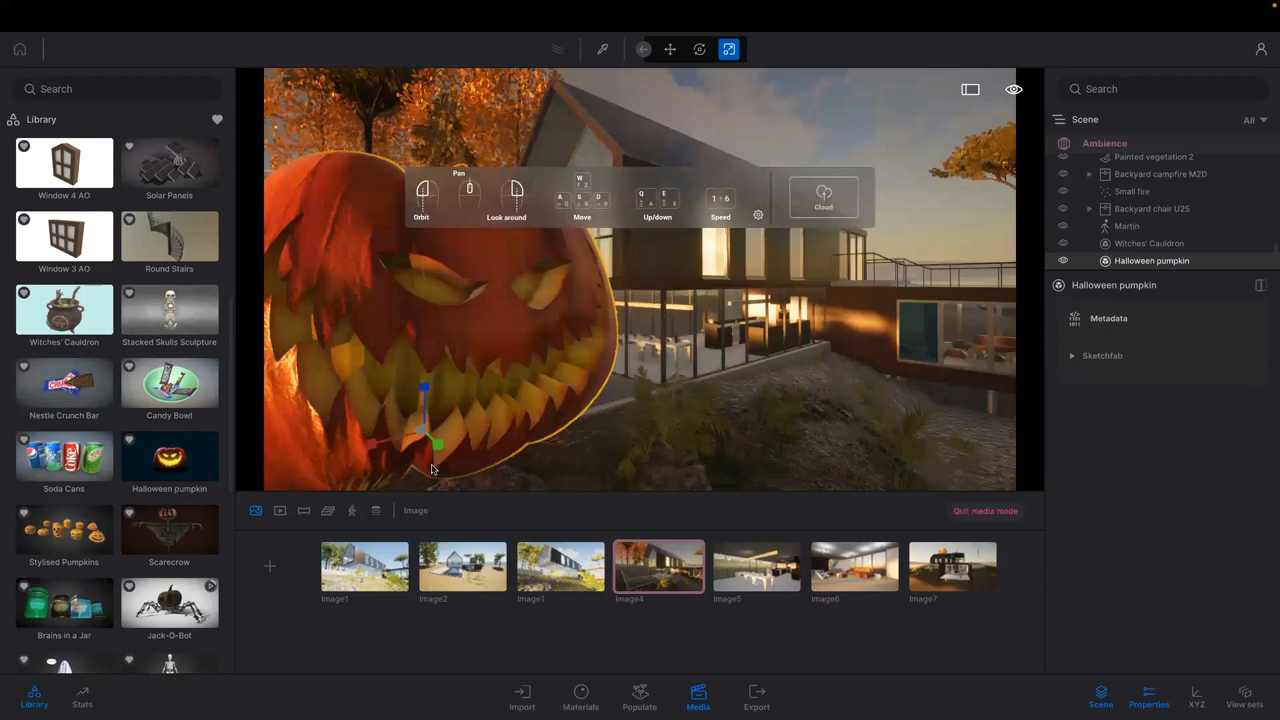 Search
Search
Library
Scene
All
Ambience
Painted vegetation 2
Backyard campfire M2D
Small fire
Backyard chair U25
Martin
Witches' Cauldron
Halloween pumpkin
Halloween pumpkin
Metadata
Sketchfab
Window 4 AO
Solar Panels
Window 3 AO
Round Stairs
Witches' Cauldron
Stacked Skulls Sculpture
Nestle Crunch Bar
Candy Bowl
Soda Cans
Halloween pumpkin
Stylised Pumpkins
Scarecrow
Brains in a Jar
Jack-O-Bot
Pan
Orbit
Look around
W
Move
Q E
Up/down
1 - 6
Speed
Cloud
Image
Quit media mode
Image1
Image2
Image1
Image4
Image5
Image6
Image7
Library
Stats
Import
Materials
Populate
Media
Export
Scene
Properties
XYZ
View sets